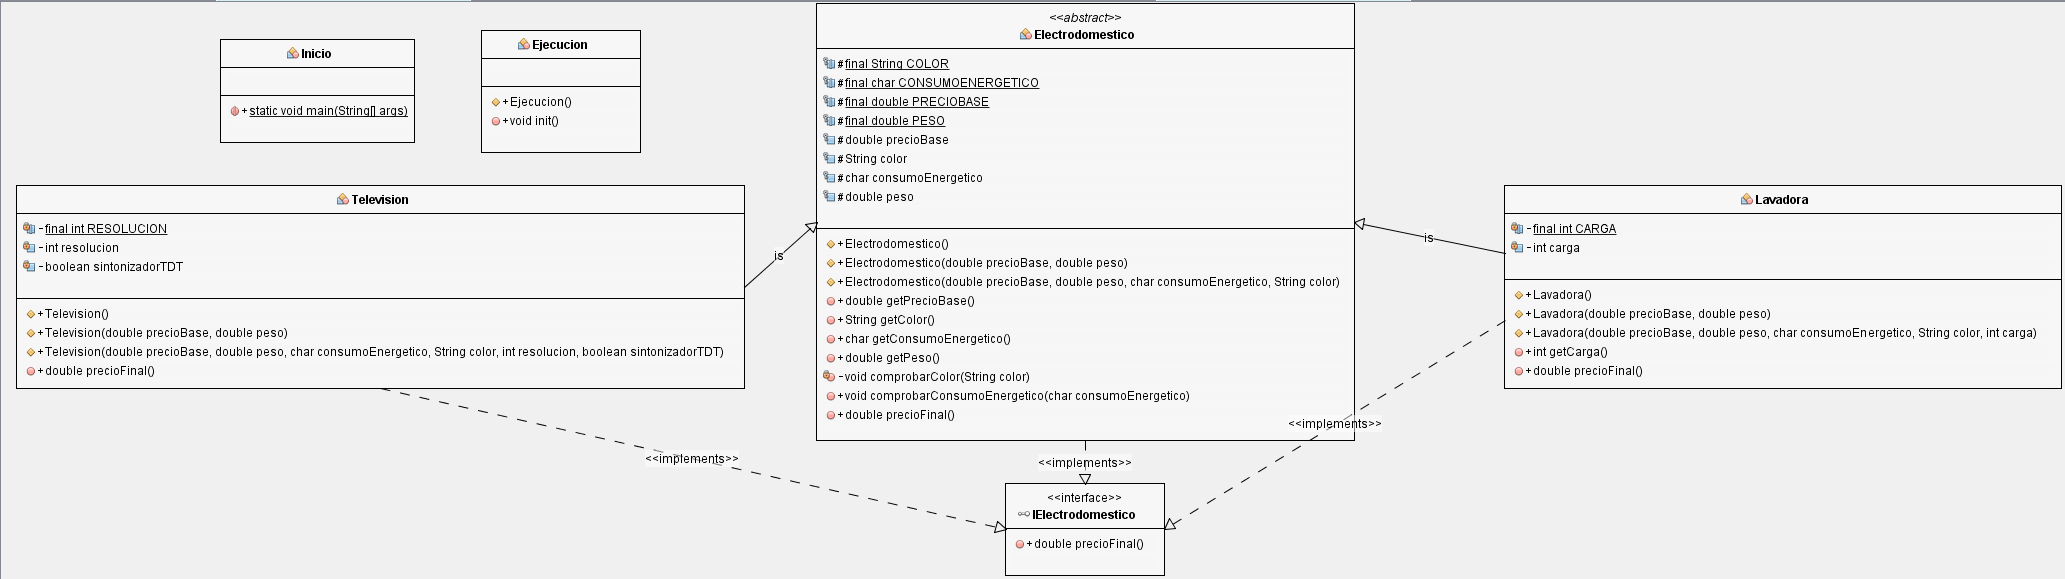 Inicio
+ static void main(String[] args)
Ejecucion
+ Ejecucion()
+ void init()
<<abstract>>
Electrodomestico
# final String COLOR
# final char CONSUMOENERGETICO
# final double PRECIOBASE
# final double PESO
# double precioBase
# String color
# char consumoEnergetico
# double peso
+ Electrodomestico()
+ Electrodomestico(double precioBase, double peso)
+ Electrodomestico(double precioBase, double peso, char consumoEnergetico, String color)
+ double getPrecioBase()
+ String getColor()
+ char getConsumoEnergetico()
+ double getPeso()
- void comprobarColor(String color)
+ void comprobarConsumoEnergetico(char consumoEnergetico)
+ double precioFinal()
Television
- final int RESOLUCION
- int resolucion
- boolean sintonizadorTDT
+ Television()
+ Television(double precioBase, double peso)
+ Television(double precioBase, double peso, char consumoEnergetico, String color, int resolucion, boolean sintonizadorTDT)
+ double precioFinal()
is
is
Lavadora
- final int CARGA
- int carga
+ Lavadora()
+ Lavadora(double precioBase, double peso)
+ Lavadora(double precioBase, double peso, char consumoEnergetico, String color, int carga)
+ int getCarga()
+ double precioFinal()
<<implements>>
<<implements>>
<<implements>>
<<interface>>
IElectrodomestico
+ double precioFinal()